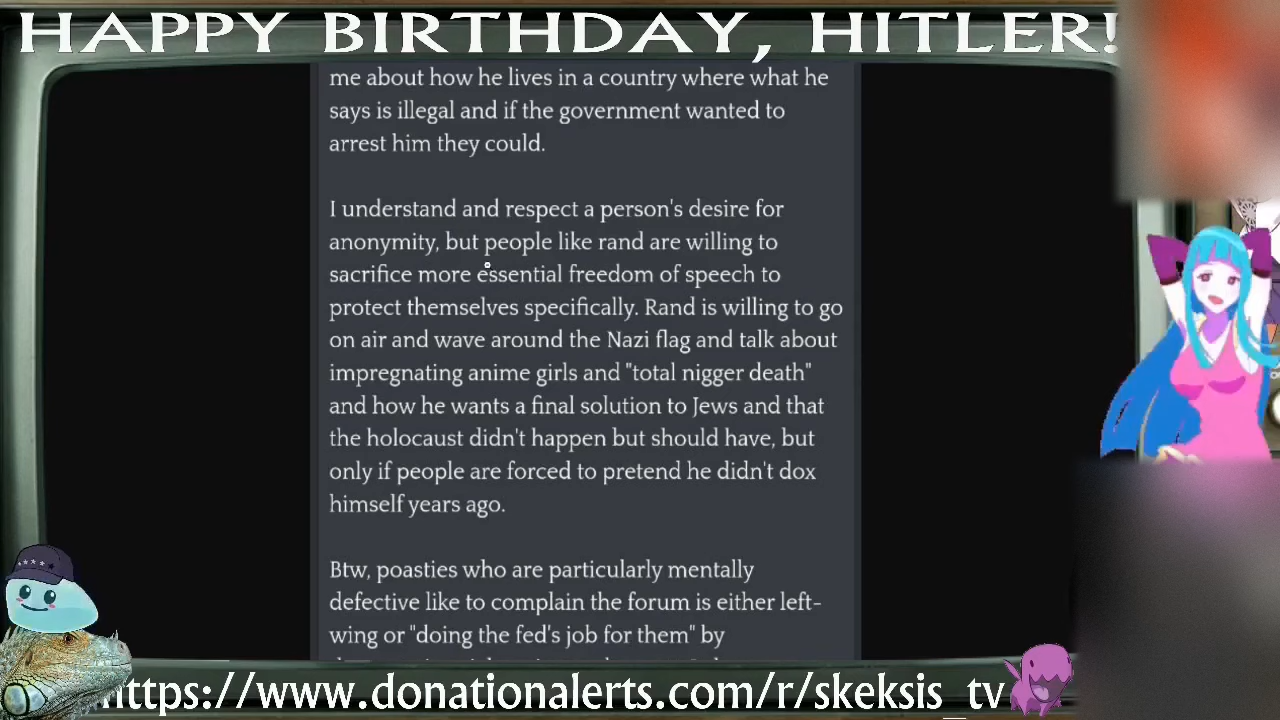 HAPPY BIRTHDAY, HITLER!
me about how he lives in a country where what he
says is illegal and if the government wanted to
arrest him they could.
I understand and respect a person's desire for
anonymity, but people like rand are willing to
sacrifice more essential freedom of speech to
protect themselves specifically. Rand is willing to go
on air and wave around the Nazi flag and talk about
impregnating anime girls and "total nigger death"
and how he wants a final solution to Jews and that
the holocaust didn't happen but should have, but
only if people are forced to pretend he didn't dox
himself years ago.
Btw, poasties who are particularly mentally
defective like to complain the forum is either left-
wing or "doing the fed's job for them" by
https://www.donationalerts.com/r/skeksis_tv